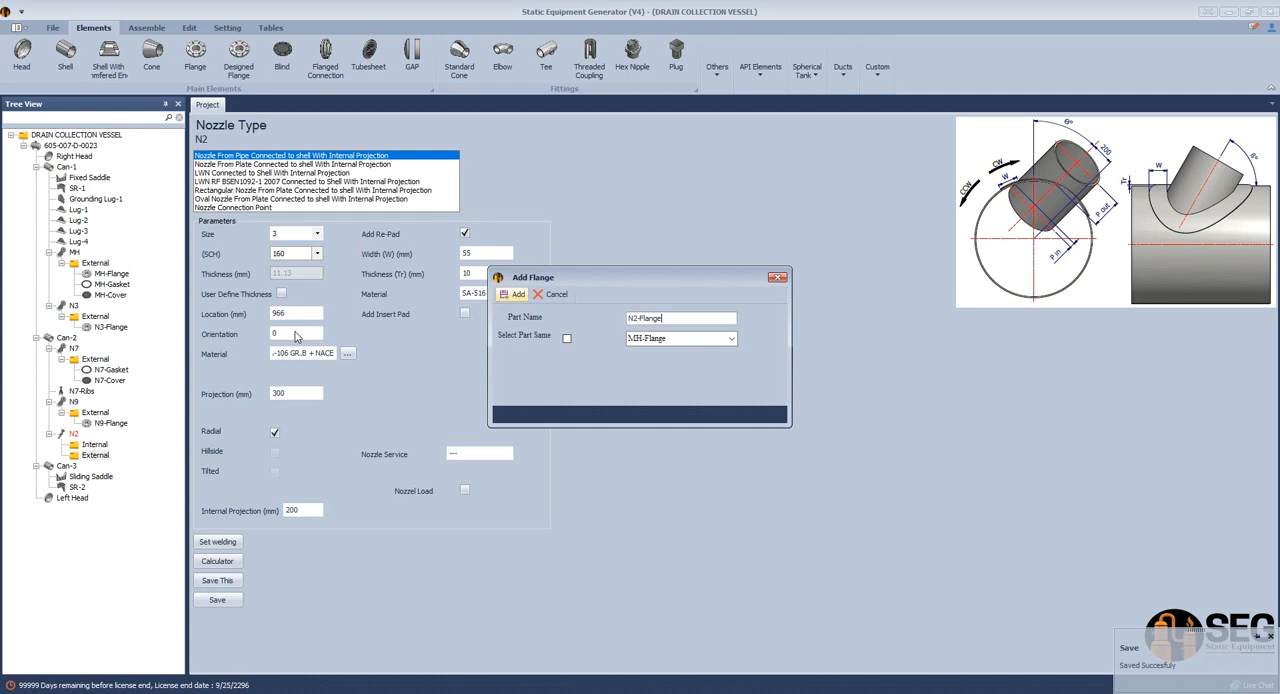 Static Equipment Generator (V4) - (DRAIN COLLECTION VESSEL)
File Elements Assemble Edit Setting Tables
Head Shell Shell With Cone Flange Designed Flange Blind Flanged Connection Tubesheet GAP Standard Cone Elbow Tee Threaded Coupling Hex Nipple Plug Others API Elements Spherical Tank Ducts Custom
Main Elements Fittings
Tree View
Project
DRAIN COLLECTION VESSEL
605-007-D-0023
Right Head
Can-1
Fixed Saddle
SR-1
Grounding Lug-1
Lug-1
Lug-2
Lug-3
Lug-4
MH
External
MH-Flange
MH-Gasket
MH-Cover
N3
External
N3-Flange
Can-2
N7
External
N7-Gasket
N7-Cover
N7-Ribs
N9
External
N9-Flange
N2
Internal
External
Can-3
Sliding Saddle
SR-2
Left Head
Nozzle Type
N2
Nozzle From Pipe Connected to shell With Internal Projection
Nozzle From Plate Connected to shell With Internal Projection
LWN Connected to Shell With Internal Projection
LWN RF BSEN1092-1 2007 Connected to shell With Internal Projection
Rectangular Nozzle From Plate Connected to shell With Internal Projection
Oval Nozzle From Plate Connected to shell With Internal Projection
Nozzle Connection Point
Parameters
Size 3 Add Re-Pad
(SCH) 160 Width (W) mm 55
Thickness (mm) 11.13 Thickness (Tr) (mm) 10
User Define Thickness Material SA-516
Location (mm) 966 Add Insert Pad
Orientation 0
Material .-106 GR.B + NACE ...
Projection (mm) 300
Radial
Hillside Nozzle Service ---
Tilted
Nozzel Load
Internal Projection (mm) 200
Set welding
Calculator
Save This
Save
Add Flange
Add Cancel
Part Name N2-Flange
Select Part Same MH-Flange
θ°
200
CW
CCW
W
P out
P in
W
Tr
β°
SEG
Static Equipment
Save
Saved Succesfuly
Live Chat
99999 Days remaining before license end, License end date : 9/25/2296